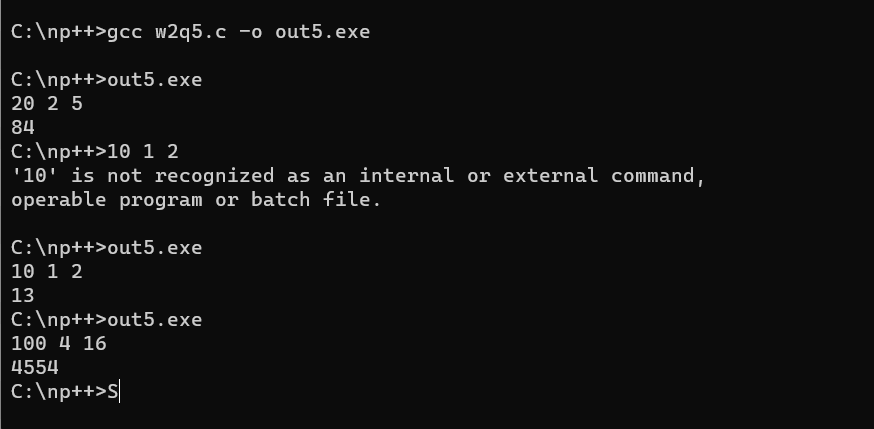 C:\np++>gcc w2q5.c -o out5.exe
C:\np++>out5.exe
20 2 5
84
C:\np++>10 1 2
'10' is not recognized as an internal or external command,
operable program or batch file.
C:\np++>out5.exe
10 1 2
13
C:\np++>out5.exe
100 4 16
4554
C:\np++>S